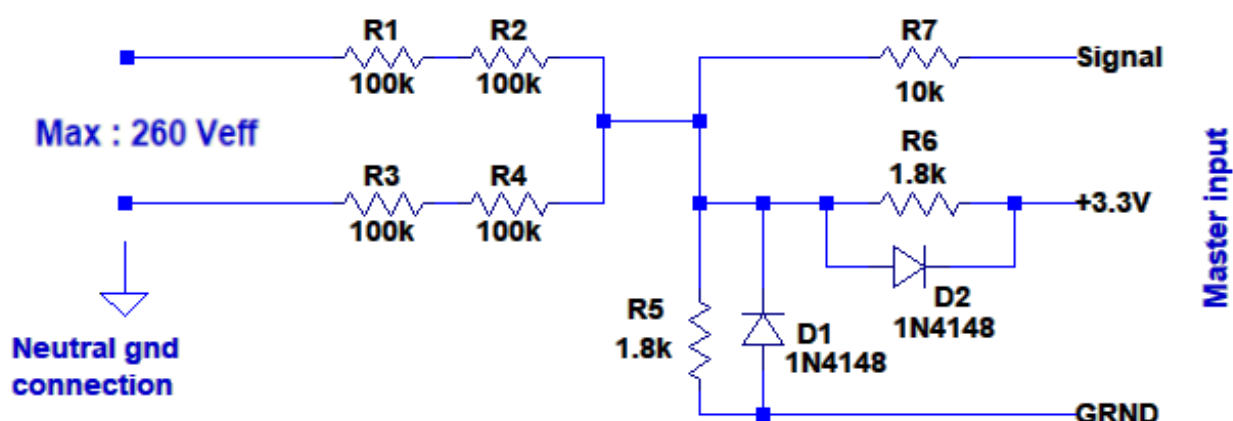 R1
100k
R2
100k
R7
10k
Signal
Max : 260 Veff
R3
100k
R4
100k
R6
1.8k
+3.3V
Master input
D2
1N4148
R5
1.8k
D1
1N4148
Neutral gnd
connection
GRND